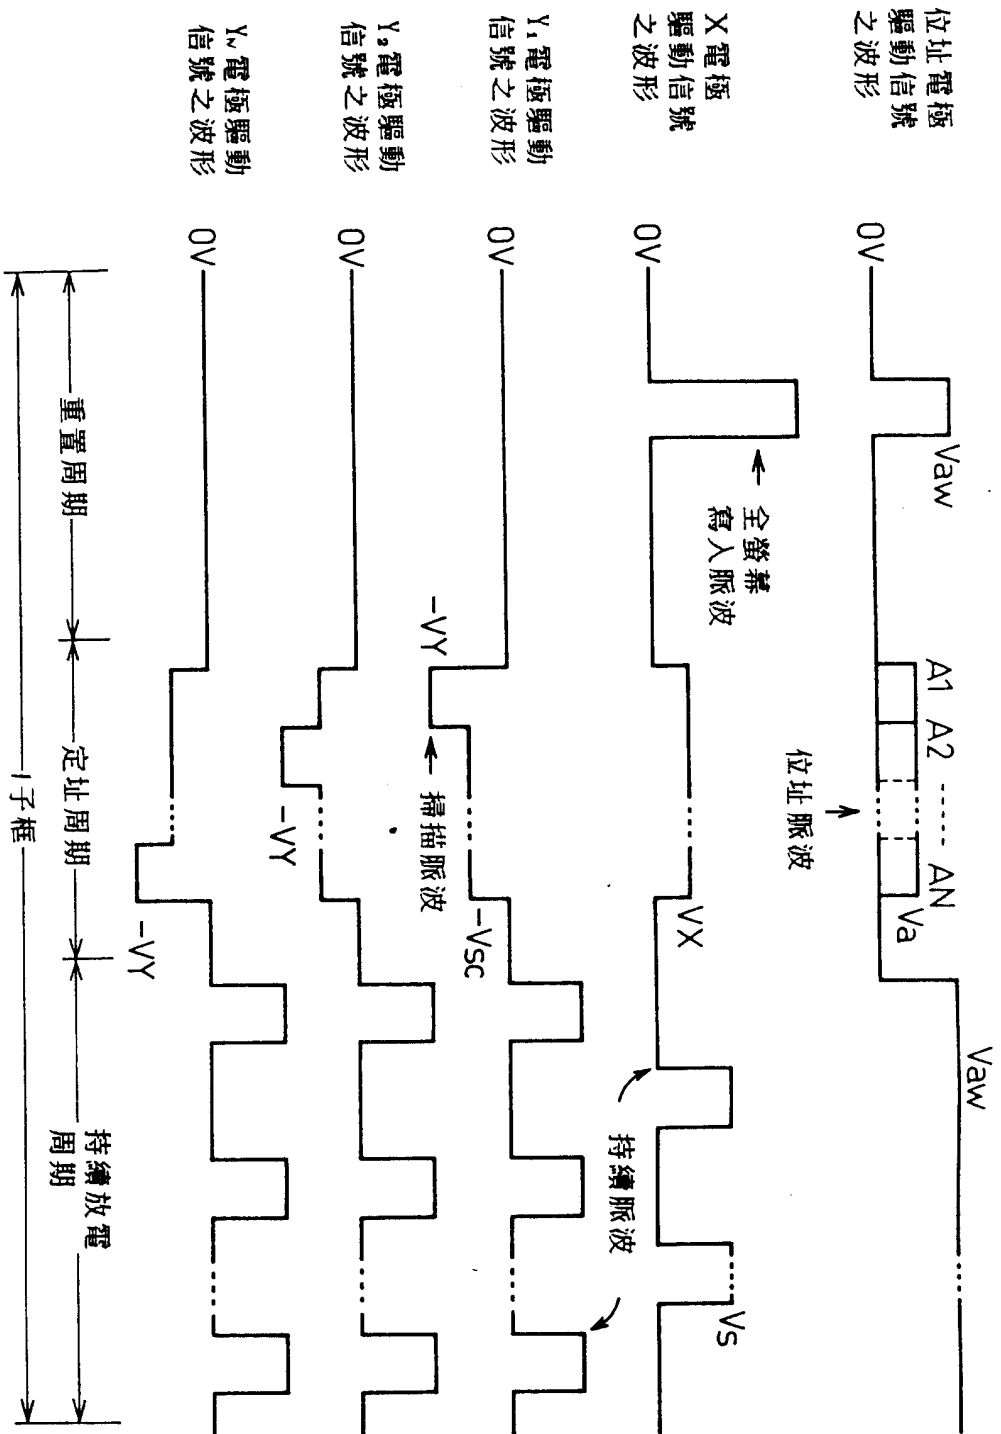 位址電極
驅動信號
之波形
0V
Vaw
A1 A2 ----- AN
Va
位址脈波
Vaw
X電極
驅動信號
之波形
0V
全螢幕
寫入脈波
VX
持續脈波
Vs
Y₁電極驅動
信號之波形
0V
-VY
掃描脈波
-Vsc
Y₂電極驅動
信號之波形
0V
-VY
Yɴ電極驅動
信號之波形
0V
-VY
重置周期
定址周期
持續放電
周期
1子框